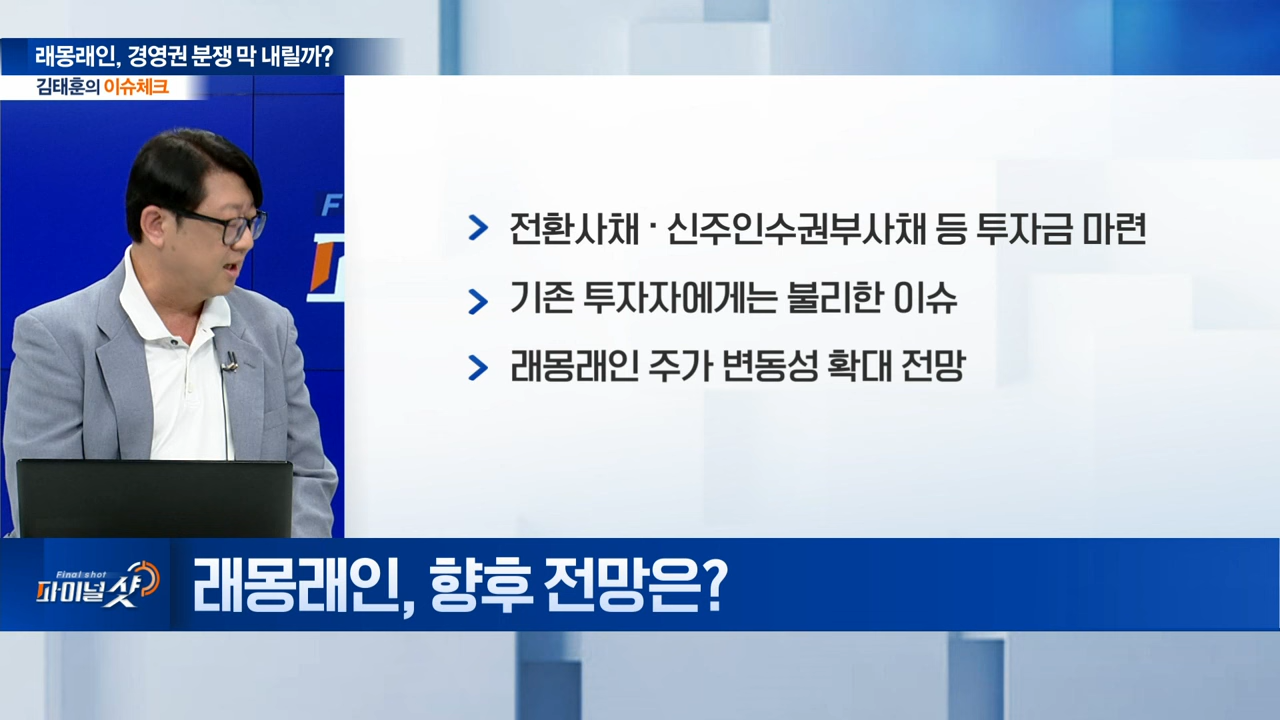 래몽래인, 경영권 분쟁 막 내릴까?
김태훈의 이슈체크
F
전환사채 · 신주인수권부사채 등 투자금 마련
기존 투자자에게는 불리한 이슈
래몽래인 주가 변동성 확대 전망
Final shot
파이널샷
래몽래인, 향후 전망은?